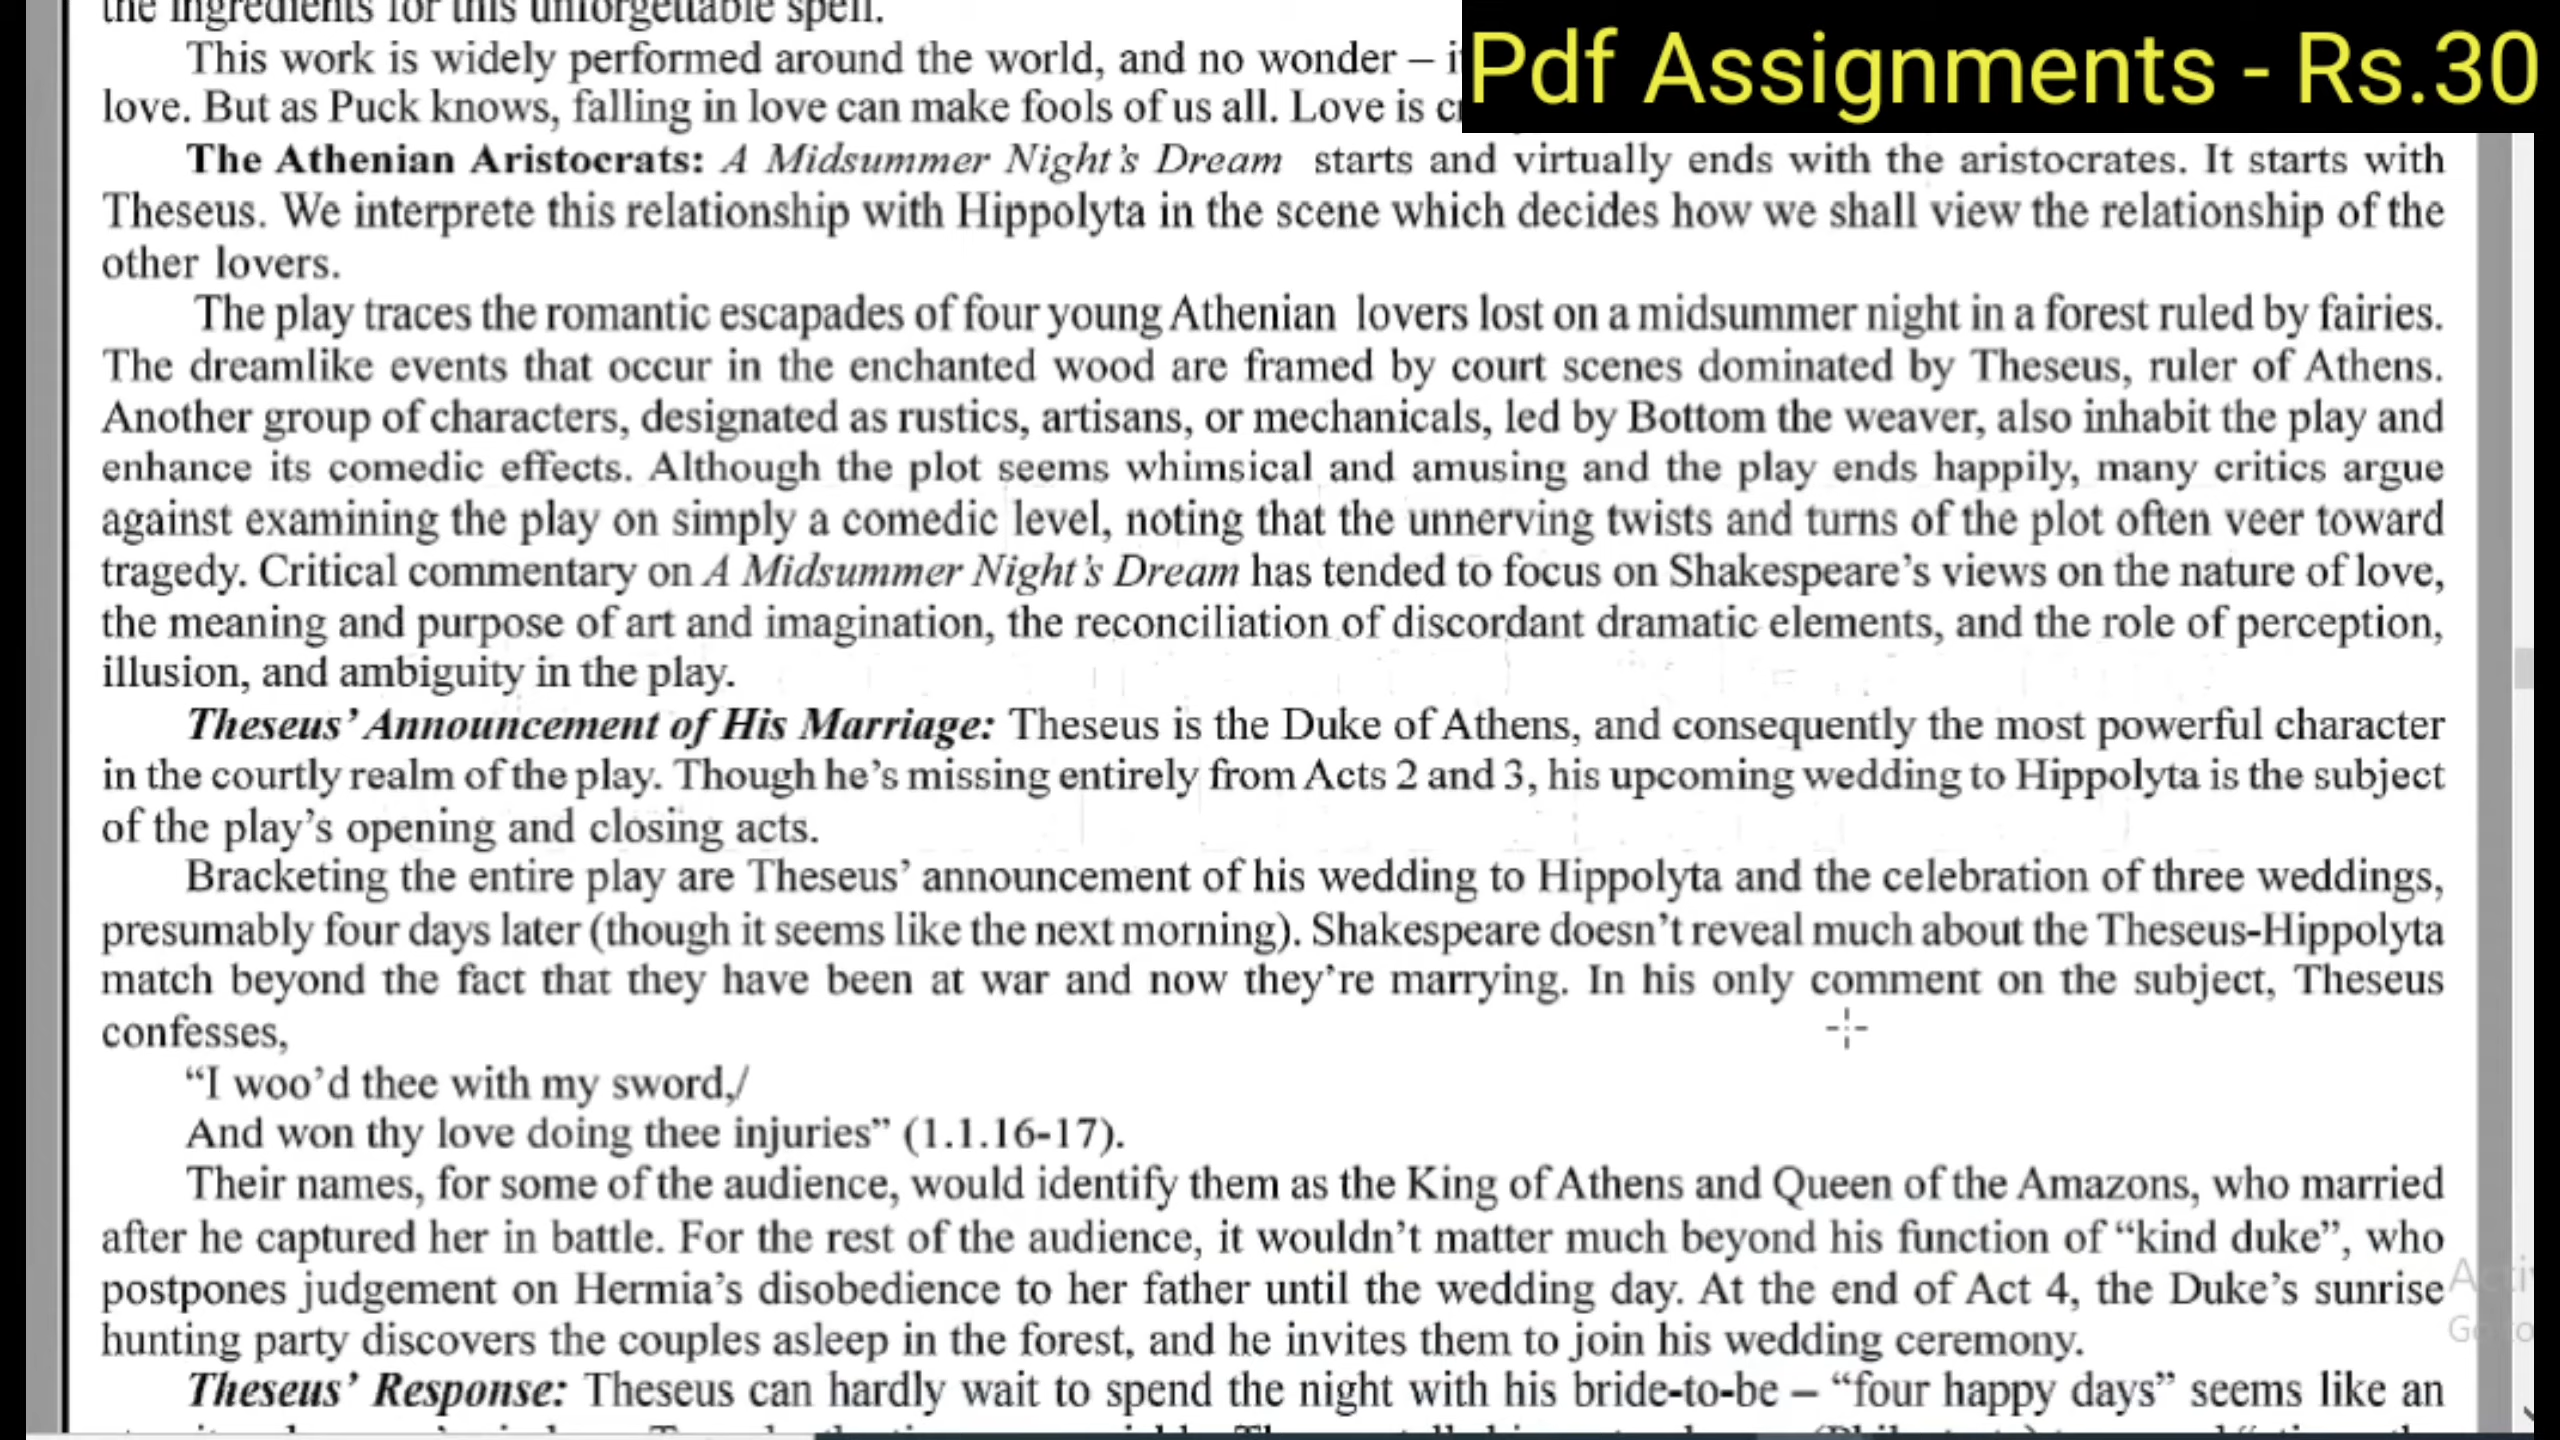 the ingredients for this unforgettable spell.
Pdf Assignments - Rs.30
This work is widely performed around the world, and no wonder –
love. But as Puck knows, falling in love can make fools of us all. Love is
The Athenian Aristocrats: A Midsummer Night's Dream starts and virtually ends with the aristocrates. It starts with
Theseus. We interprete this relationship with Hippolyta in the scene which decides how we shall view the relationship of the
other lovers.
The play traces the romantic escapades of four young Athenian lovers lost on a midsummer night in a forest ruled by fairies.
The dreamlike events that occur in the enchanted wood are framed by court scenes dominated by Theseus, ruler of Athens.
Another group of characters, designated as rustics, artisans, or mechanicals, led by Bottom the weaver, also inhabit the play and
enhance its comedic effects. Although the plot seems whimsical and amusing and the play ends happily, many critics argue
against examining the play on simply a comedic level, noting that the unnerving twists and turns of the plot often veer toward
tragedy. Critical commentary on A Midsummer Night's Dream has tended to focus on Shakespeare's views on the nature of love,
the meaning and purpose of art and imagination, the reconciliation of discordant dramatic elements, and the role of perception,
illusion, and ambiguity in the play.
Theseus' Announcement of His Marriage: Theseus is the Duke of Athens, and consequently the most powerful character
in the courtly realm of the play. Though he's missing entirely from Acts 2 and 3, his upcoming wedding to Hippolyta is the subject
of the play's opening and closing acts.
Bracketing the entire play are Theseus' announcement of his wedding to Hippolyta and the celebration of three weddings,
presumably four days later (though it seems like the next morning). Shakespeare doesn't reveal much about the Theseus-Hippolyta
match beyond the fact that they have been at war and now they're marrying. In his only comment on the subject, Theseus
confesses,
“I woo'd thee with my sword,/
And won thy love doing thee injuries” (1.1.16-17).
Their names, for some of the audience, would identify them as the King of Athens and Queen of the Amazons, who married
after he captured her in battle. For the rest of the audience, it wouldn't matter much beyond his function of “kind duke”, who
postpones judgement on Hermia's disobedience to her father until the wedding day. At the end of Act 4, the Duke's sunrise
hunting party discovers the couples asleep in the forest, and he invites them to join his wedding ceremony.
Theseus' Response: Theseus can hardly wait to spend the night with his bride-to-be – “four happy days” seems like an